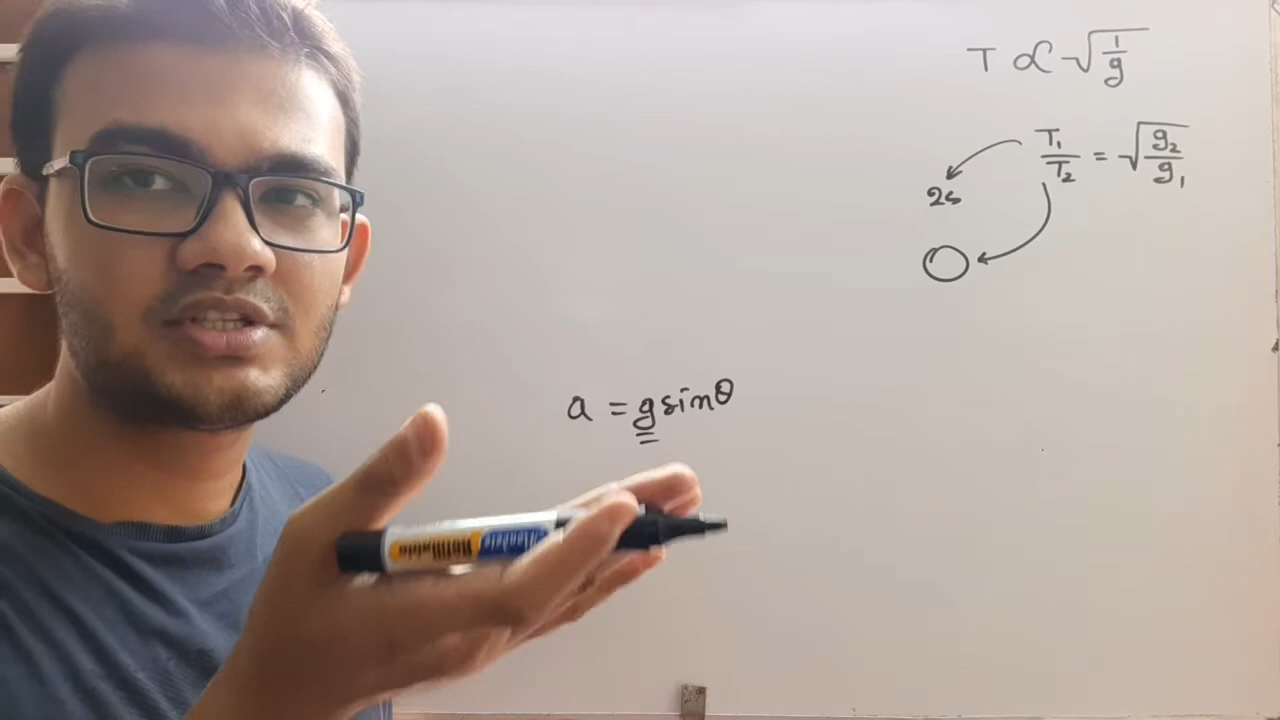 T ∝ √(1/g)
T₁/T₂ = √(g₂/g₁)
2s
a = g sinθ